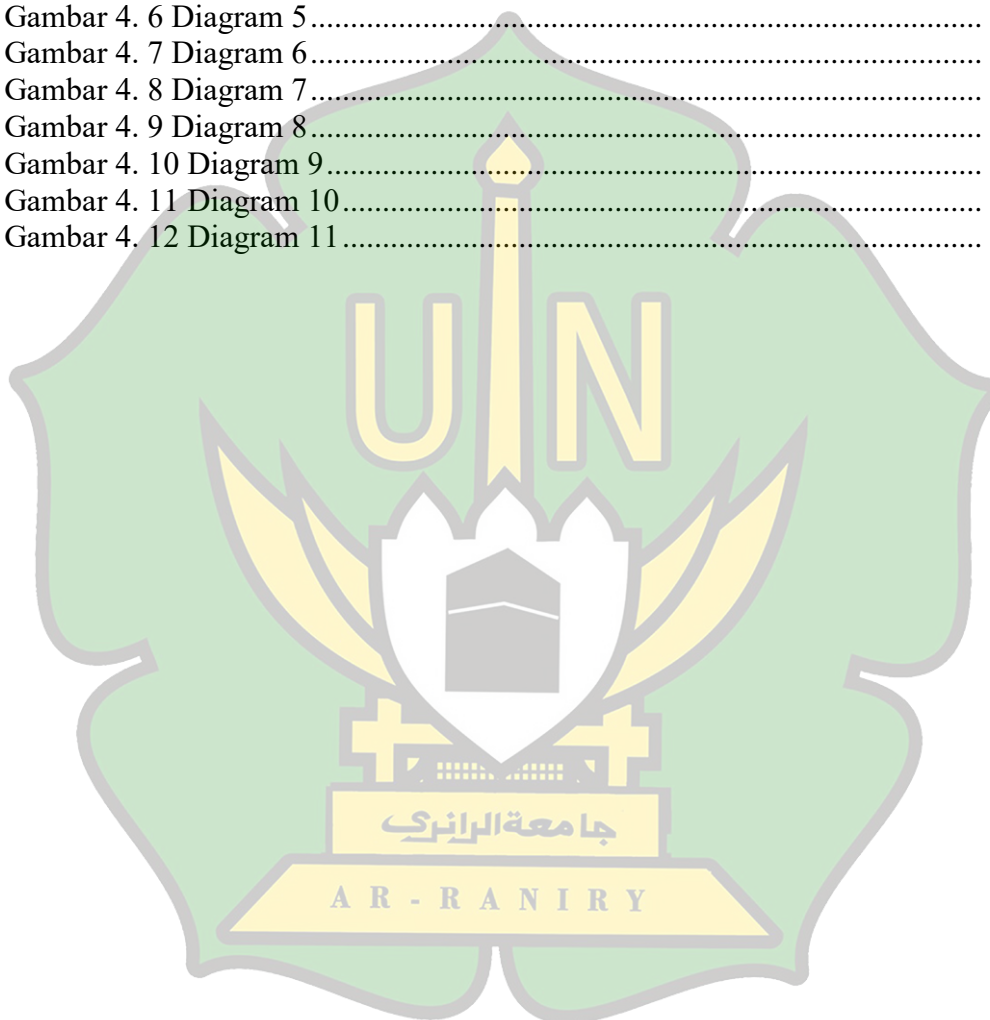 Gambar 4. 6 Diagram 5........................................................................................
Gambar 4. 7 Diagram 6........................................................................................
Gambar 4. 8 Diagram 7........................................................................................
Gambar 4. 9 Diagram 8........................................................................................
Gambar 4. 10 Diagram 9......................................................................................
Gambar 4. 11 Diagram 10....................................................................................
Gambar 4. 12 Diagram 11....................................................................................
UIN
جامعة الرانري
AR-RANIRY